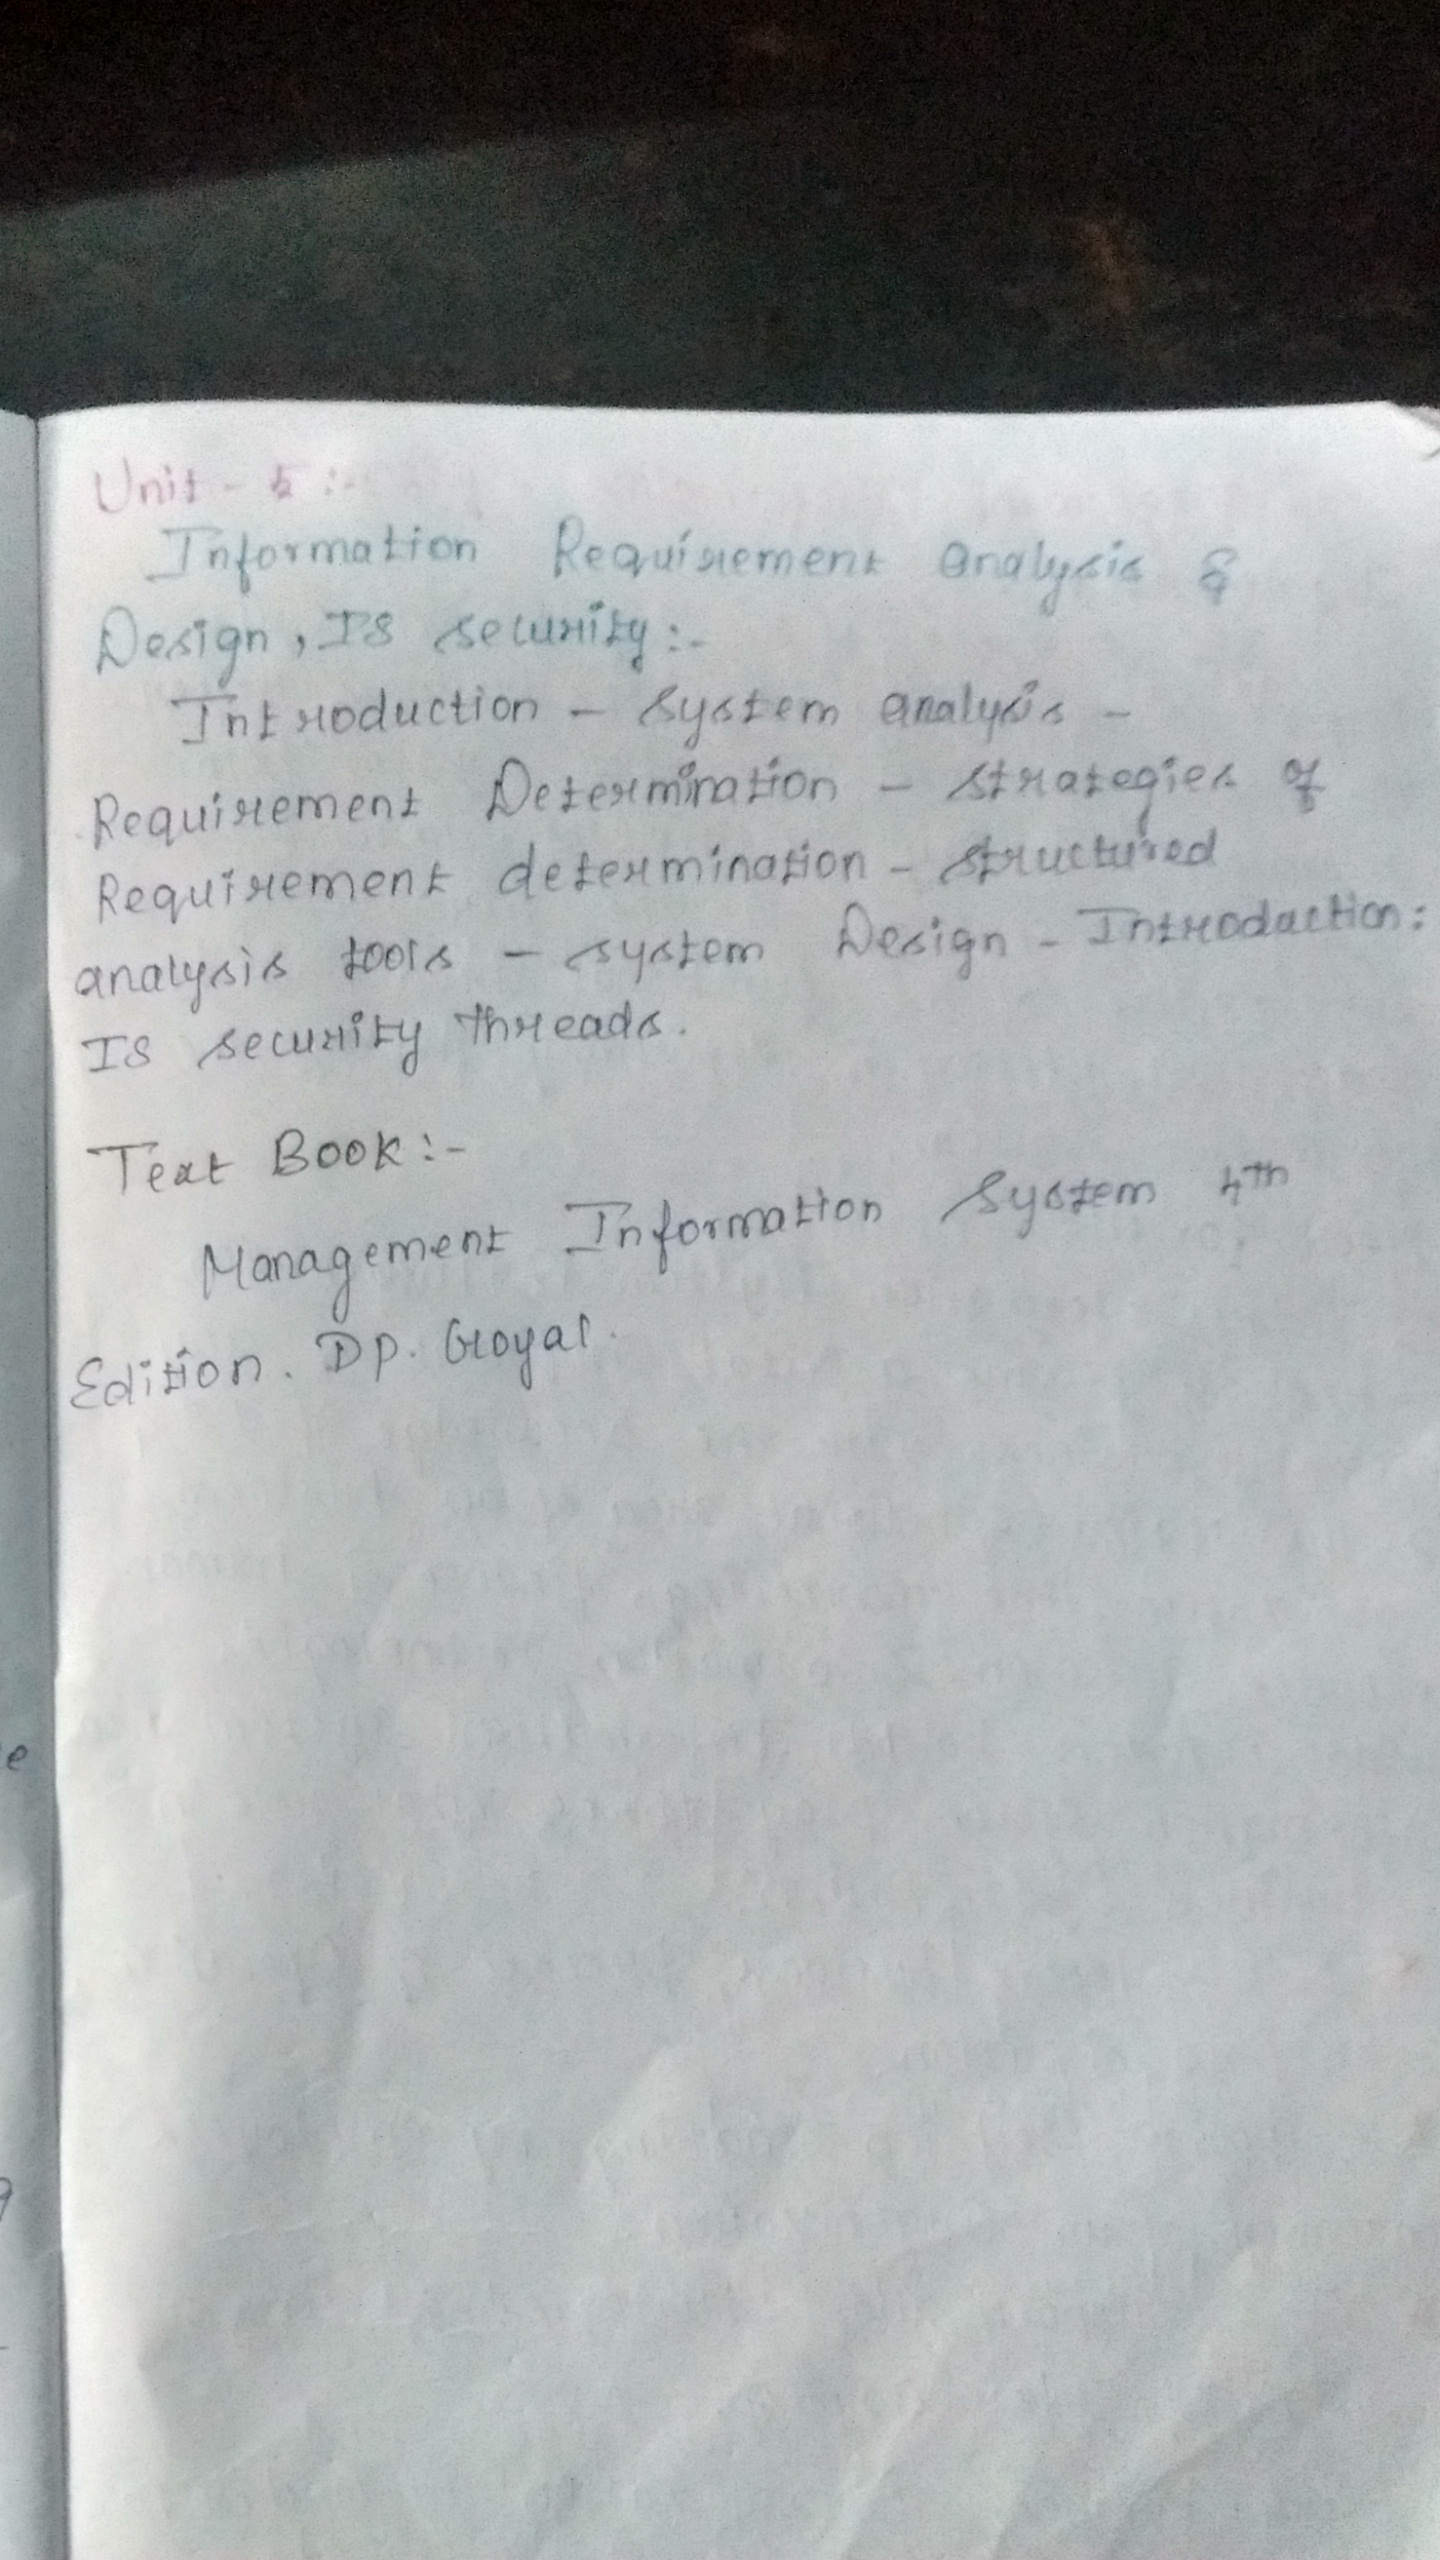 Unit - 5 :-
Information Requirement analysis &
Design, IS security :-
Introduction - system analysis -
Requirement Determination - strategies of
Requirement determination - structured
analysis tools - system Design - Introduction:
IS security threads.
Text Book :-
Management Information System 4th
Edition. Dp. Goyal.